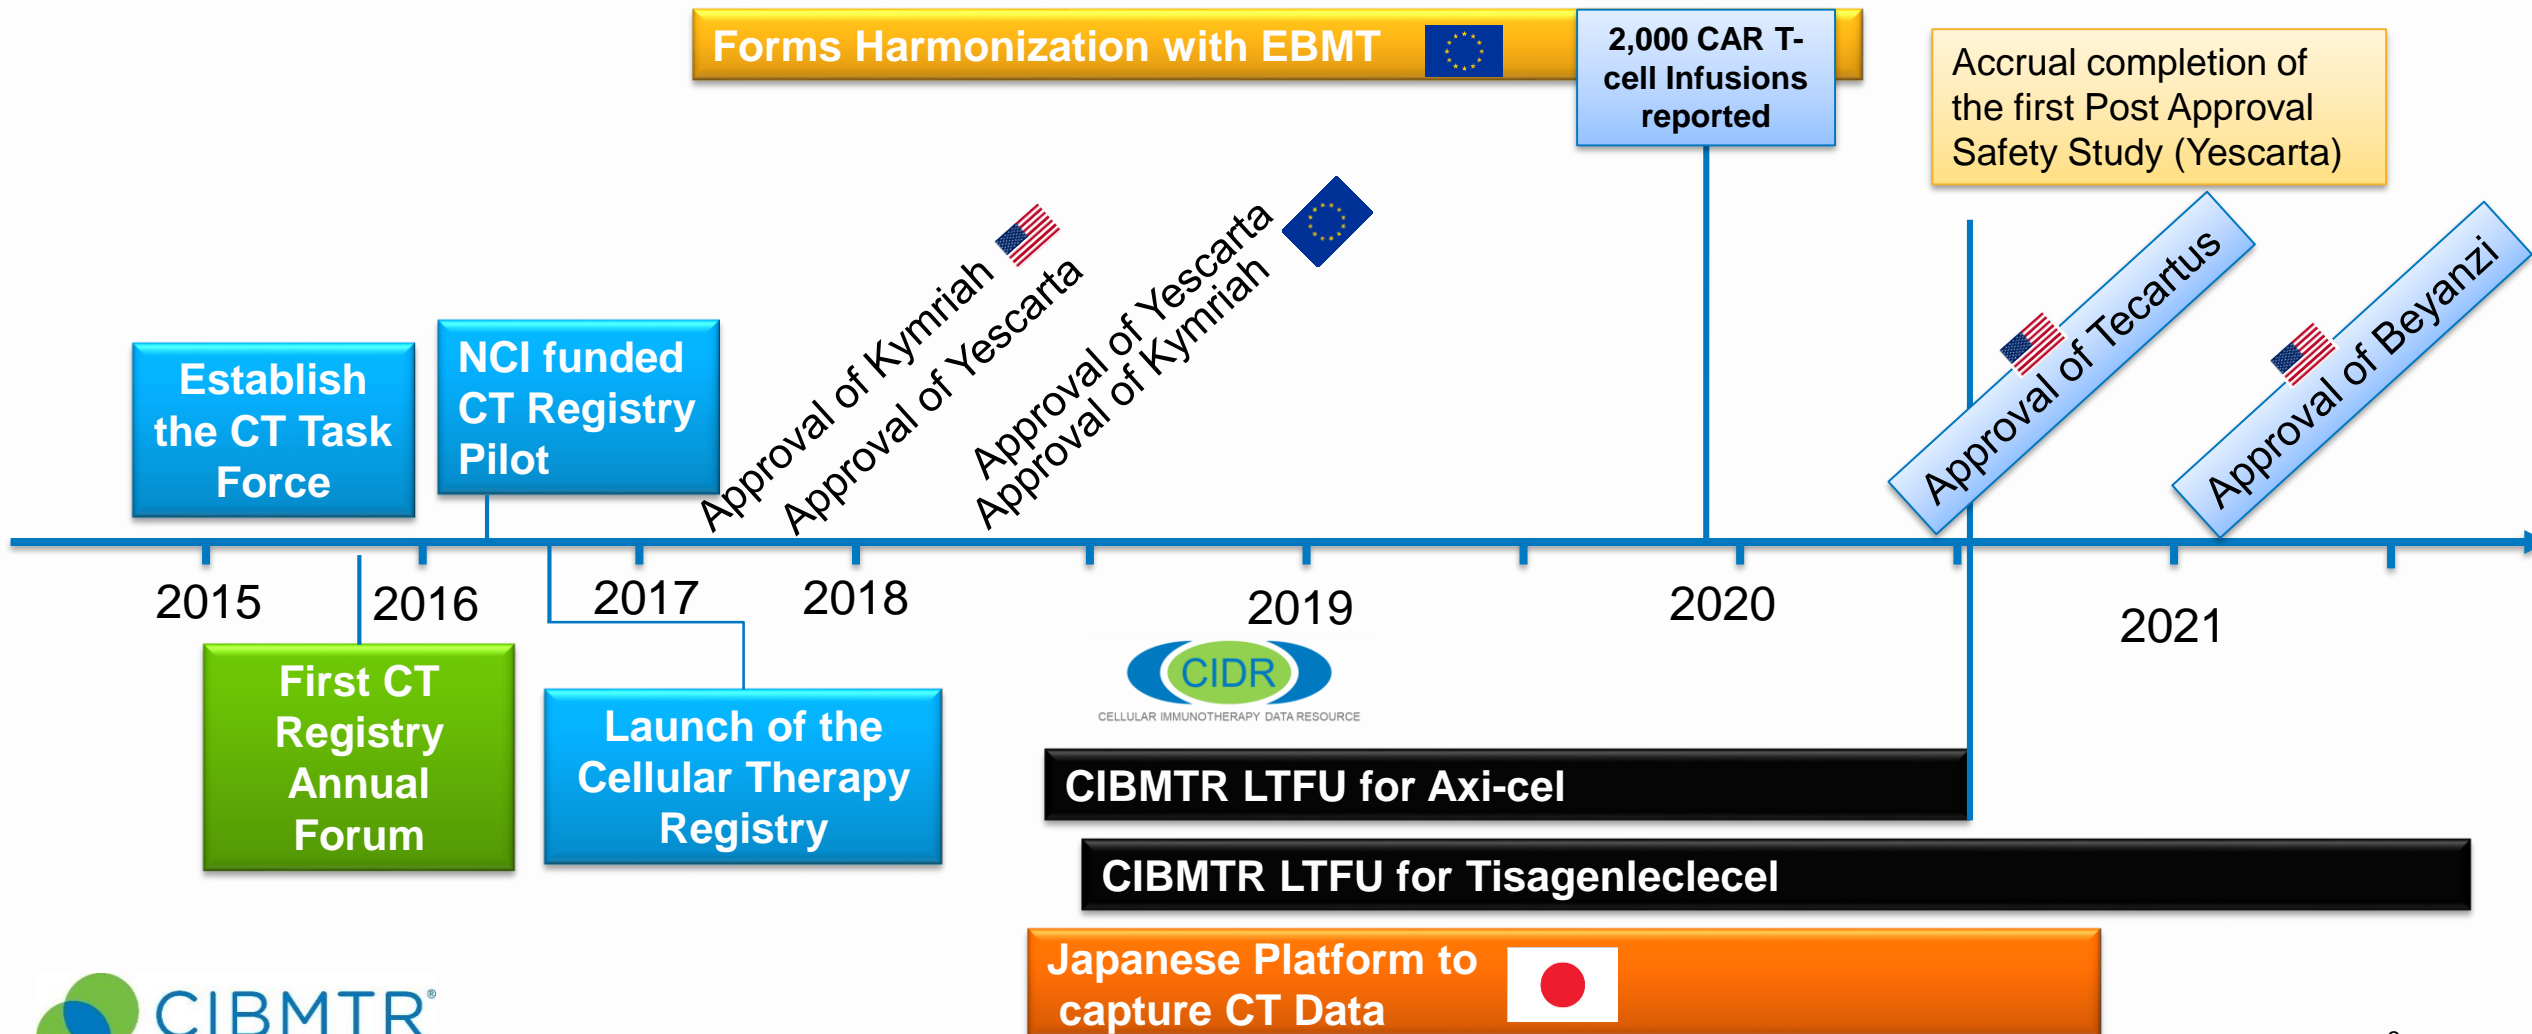 Forms Harmonization with EBMT
2,000 CAR T-
cell Infusions
reported
Accrual completion of
the first Post Approval
Safety Study (Yescarta)
Establish
the CT Task
Force
NCI funded
CT Registry
Pilot
Approval of Kymriah
Approval of Yescarta
Approval of Yescarta
Approval of Kymriah
Approval of Tecartus
Approval of Beyanzi
2015
2016
2017
2018
2019
2020
2021
First CT
Registry
Annual
Forum
Launch of the
Cellular Therapy
Registry
CIDR
CELLULAR IMMUNOTHERAPY DATA RESOURCE
CIBMTR LTFU for Axi-cel
CIBMTR LTFU for Tisagenleclecel
Japanese Platform to
capture CT Data
CIBMTR®